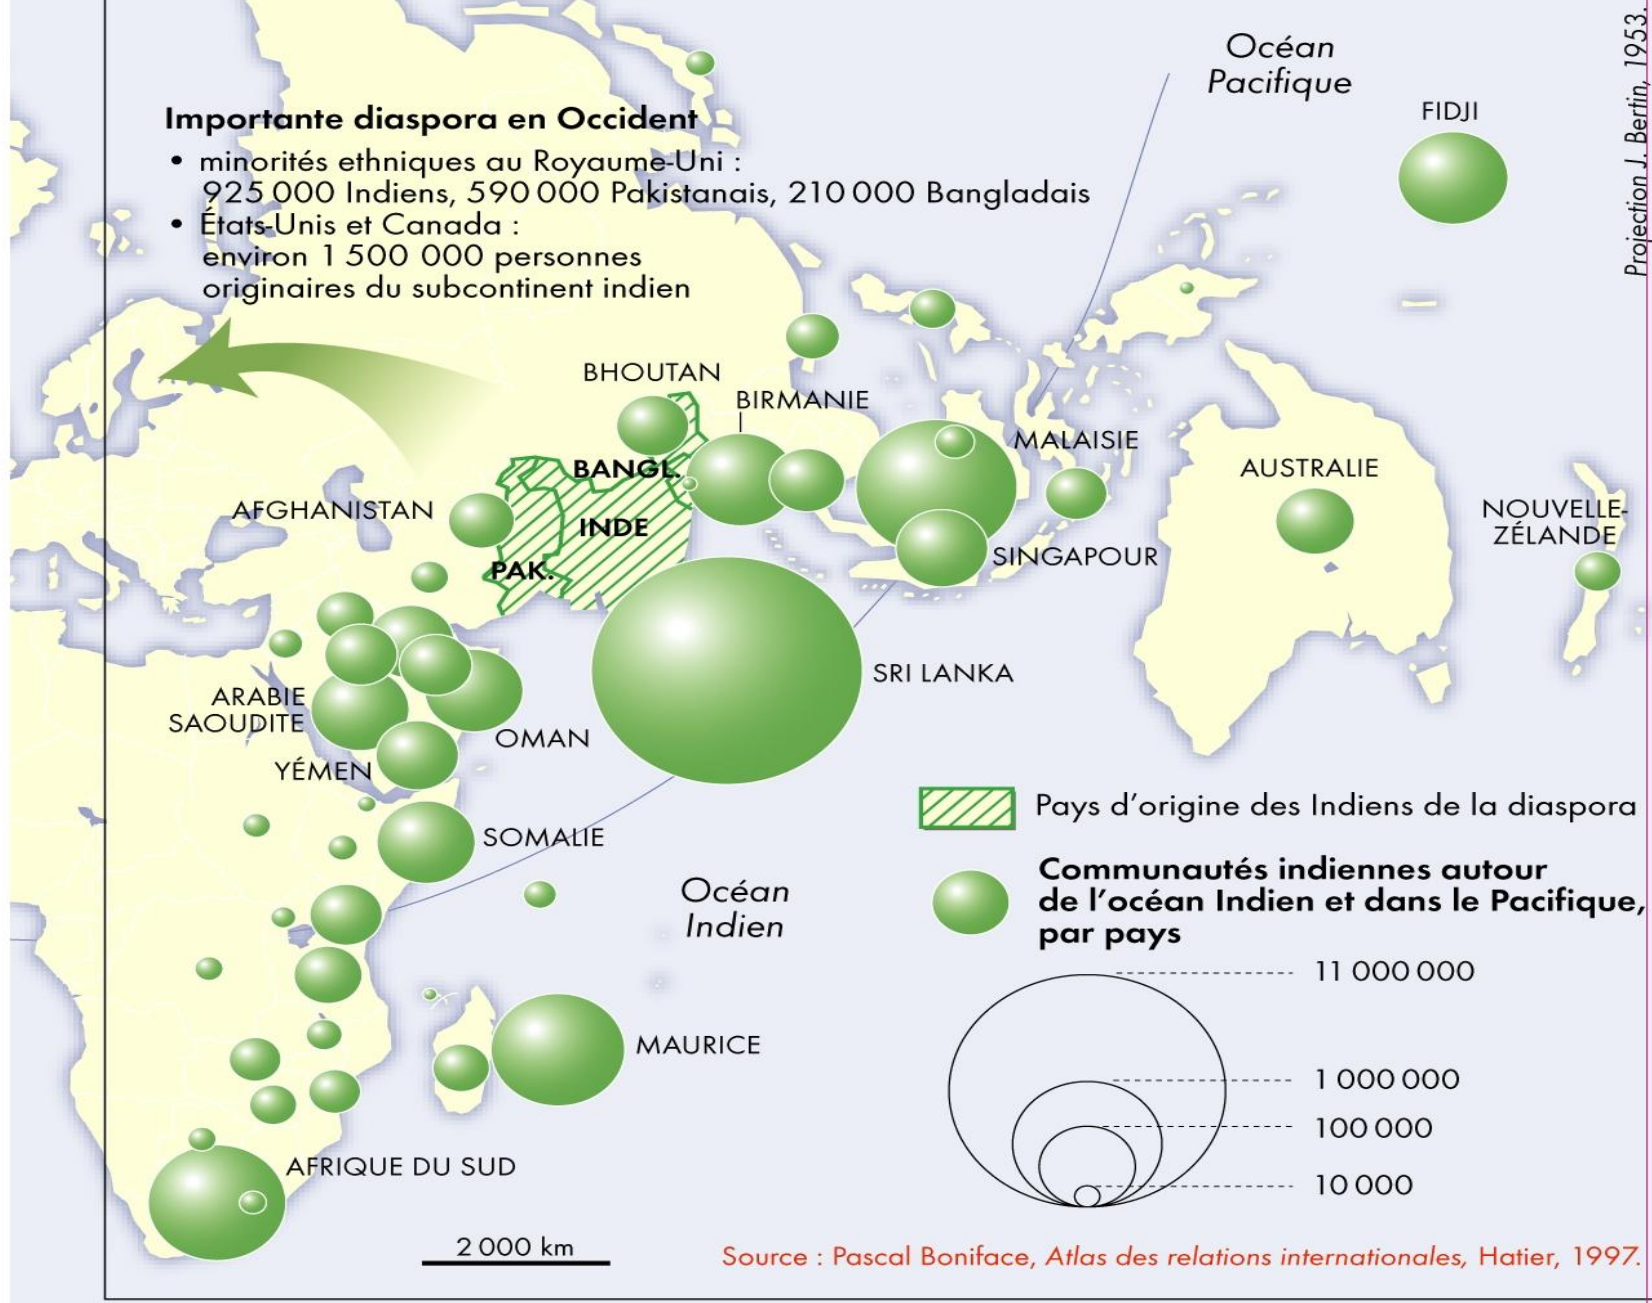 Océan
Pacifique
FIDJI
Projection J. Bertin, 1953.
Importante diaspora en Occident
• minorités ethniques au Royaume-Uni :
925 000 Indiens, 590 000 Pakistanais, 210 000 Bangladais
• États-Unis et Canada :
environ 1 500 000 personnes
originaires du subcontinent indien
BHOUTAN
BIRMANIE
MALAISIE
BANGL.
AUSTRALIE
AFGHANISTAN
INDE
NOUVELLE-
ZÉLANDE
SINGAPOUR
PAK.
SRI LANKA
ARABIE
SAOUDITE
OMAN
YÉMEN
SOMALIE
Océan
Indien
MAURICE
AFRIQUE DU SUD
2 000 km
Pays d'origine des Indiens de la diaspora
Communautés indiennes autour
de l'océan Indien et dans le Pacifique,
par pays
11 000 000
1 000 000
100 000
10 000
Source : Pascal Boniface, Atlas des relations internationales, Hatier, 1997.